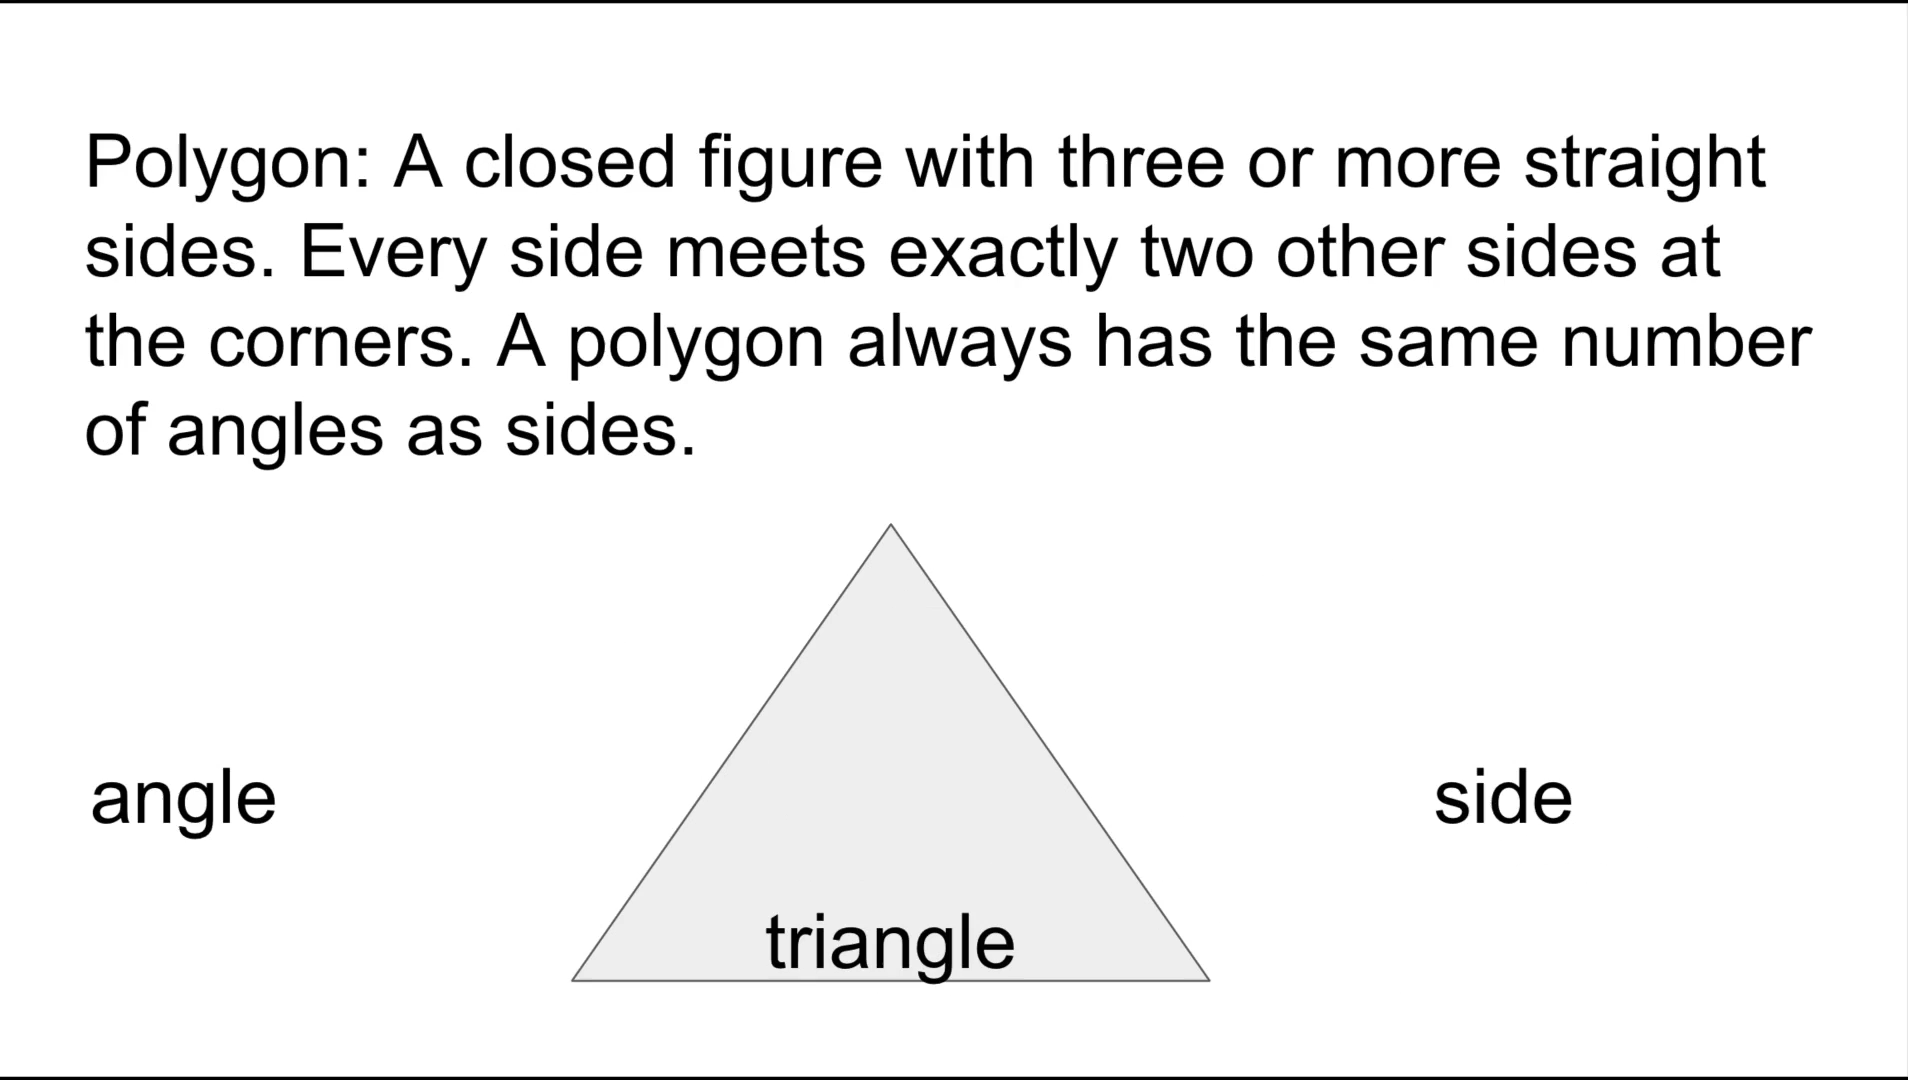 Polygon: A closed figure with three or more straight
sides. Every side meets exactly two other sides at
the corners. A polygon always has the same number
of angles as sides.
angle
side
triangle